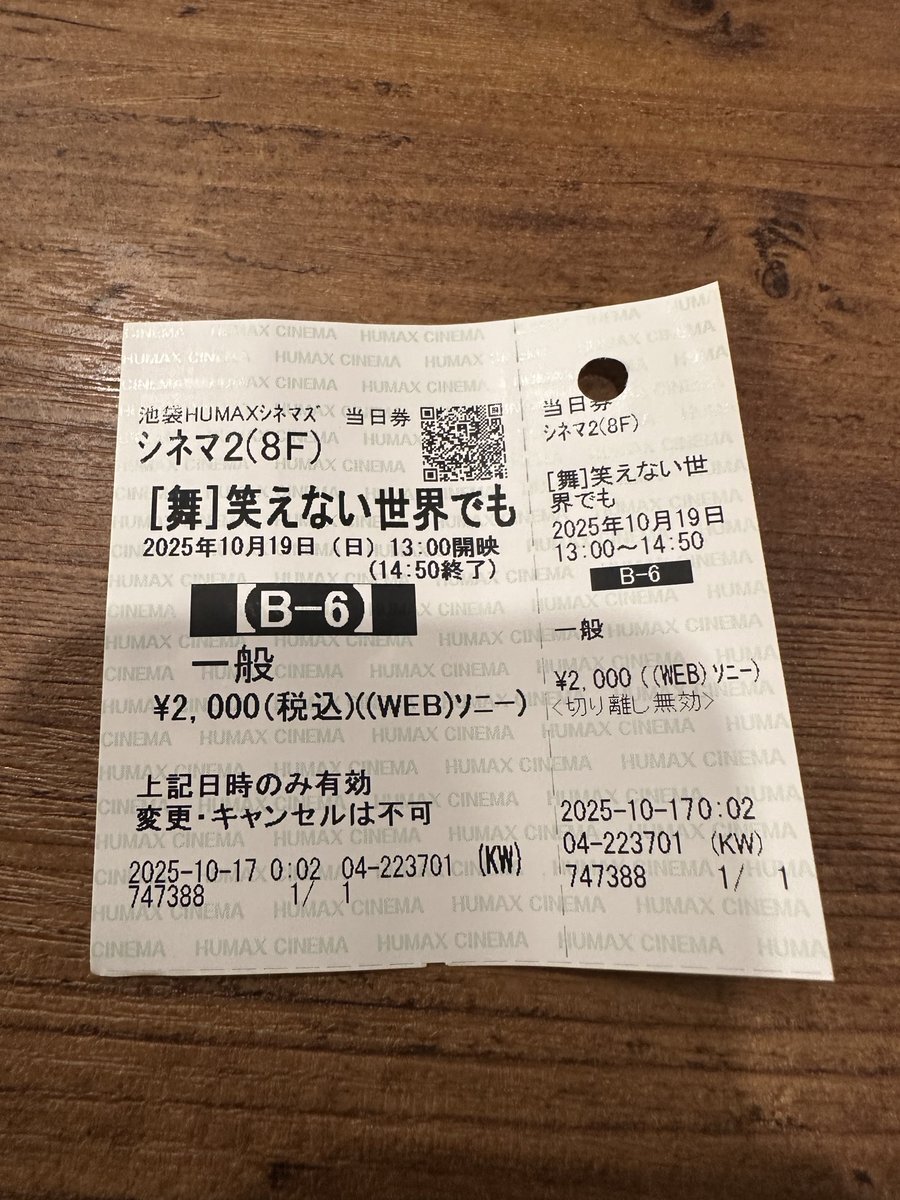 池袋HUMAXシネマズ 当日券
シネマ2(8F)
[舞]笑えない世界でも
2025年10月19日 (日) 13:00開映
(14:50終了)
B-6
一般
¥2,000(税込)((WEB)ソニー)
上記日時のみ有効
変更・キャンセルは不可
2025-10-17 0:02 04-223701 (KW)
747388 1/ 1
当日券
シネマ2(8F)
[舞]笑えない世
界でも
2025年10月19日
13:00～14:50
B-6
一般
¥2,000 ((WEB)ソニー)
<切り離し無効>
2025-10-17 0:02
04-223701 (KW)
747388 1/ 1
HUMAX CINEMA